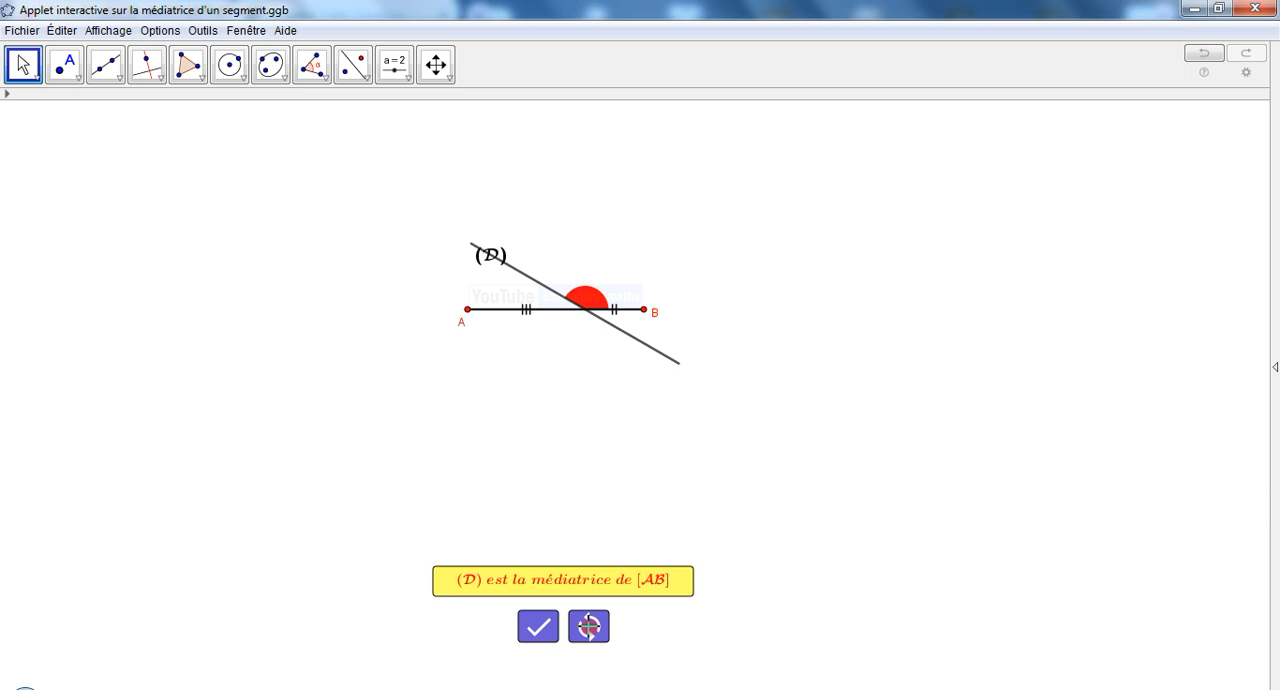 Applet interactive sur la médiatrice d'un segment.ggb
Fichier Éditer Affichage Options Outils Fenêtre Aide
A
α
a=2
(D)
YouTube
A
B
(D) est la médiatrice de [AB]